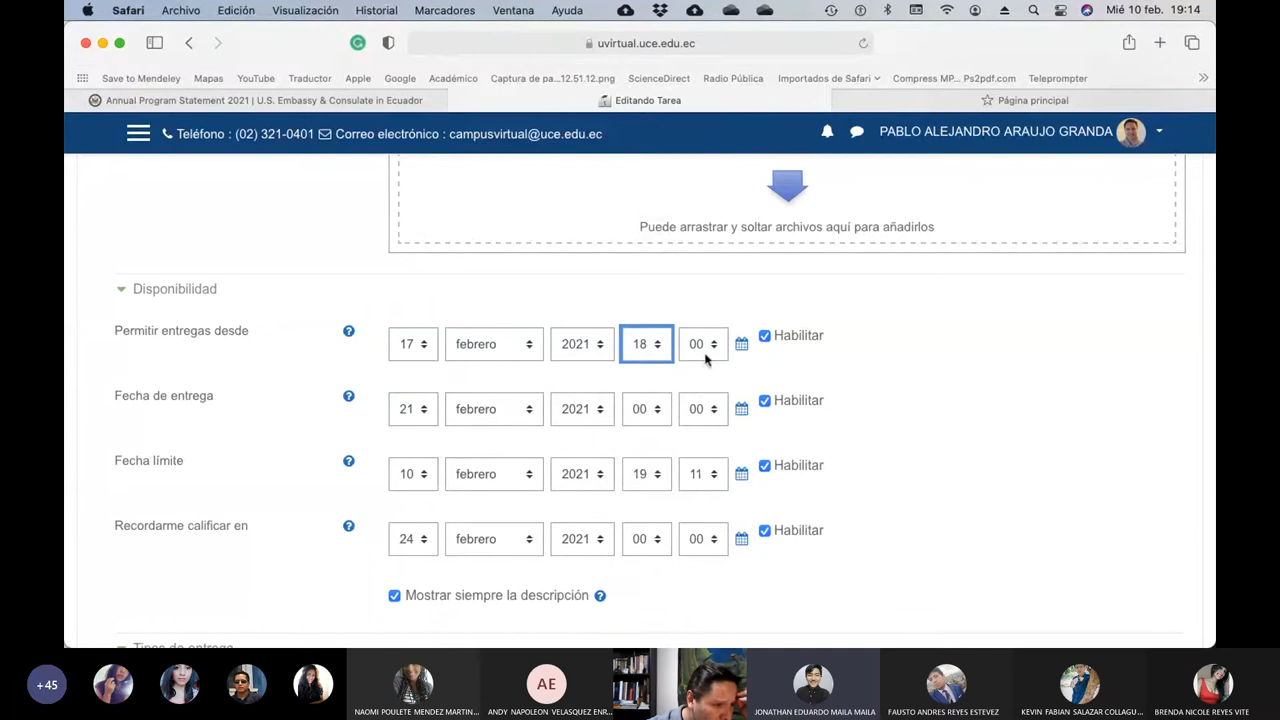 Safari Archivo Edición Visualización Historial Marcadores Ventana Ayuda Mié 10 feb. 19:14
uvirtual.uce.edu.ec
Save to Mendeley Mapas YouTube Traductor Apple Google Académico Captura de pa...12.51.12.png ScienceDirect Radio Pública Importados de Safari Compress MP... Ps2pdf.com Teleprompter
Annual Program Statement 2021 | U.S. Embassy & Consulate in Ecuador Editando Tarea Página principal
Teléfono : (02) 321-0401 Correo electrónico : campusvirtual@uce.edu.ec PABLO ALEJANDRO ARAUJO GRANDA
Puede arrastrar y soltar archivos aquí para añadirlos
Disponibilidad
Permitir entregas desde 17 febrero 2021 18 00 Habilitar
Fecha de entrega 21 febrero 2021 00 00 Habilitar
Fecha límite 10 febrero 2021 19 11 Habilitar
Recordarme calificar en 24 febrero 2021 00 00 Habilitar
Mostrar siempre la descripción
Tipos de entrega
+45 AE
NAOMI POULETE MENDEZ MARTIN... ANDY NAPOLEON VELASQUEZ ENR... JONATHAN EDUARDO MAILA MAILA FAUSTO ANDRES REYES ESTEVEZ KEVIN FABIAN SALAZAR COLLAGU... BRENDA NICOLE REYES VITE